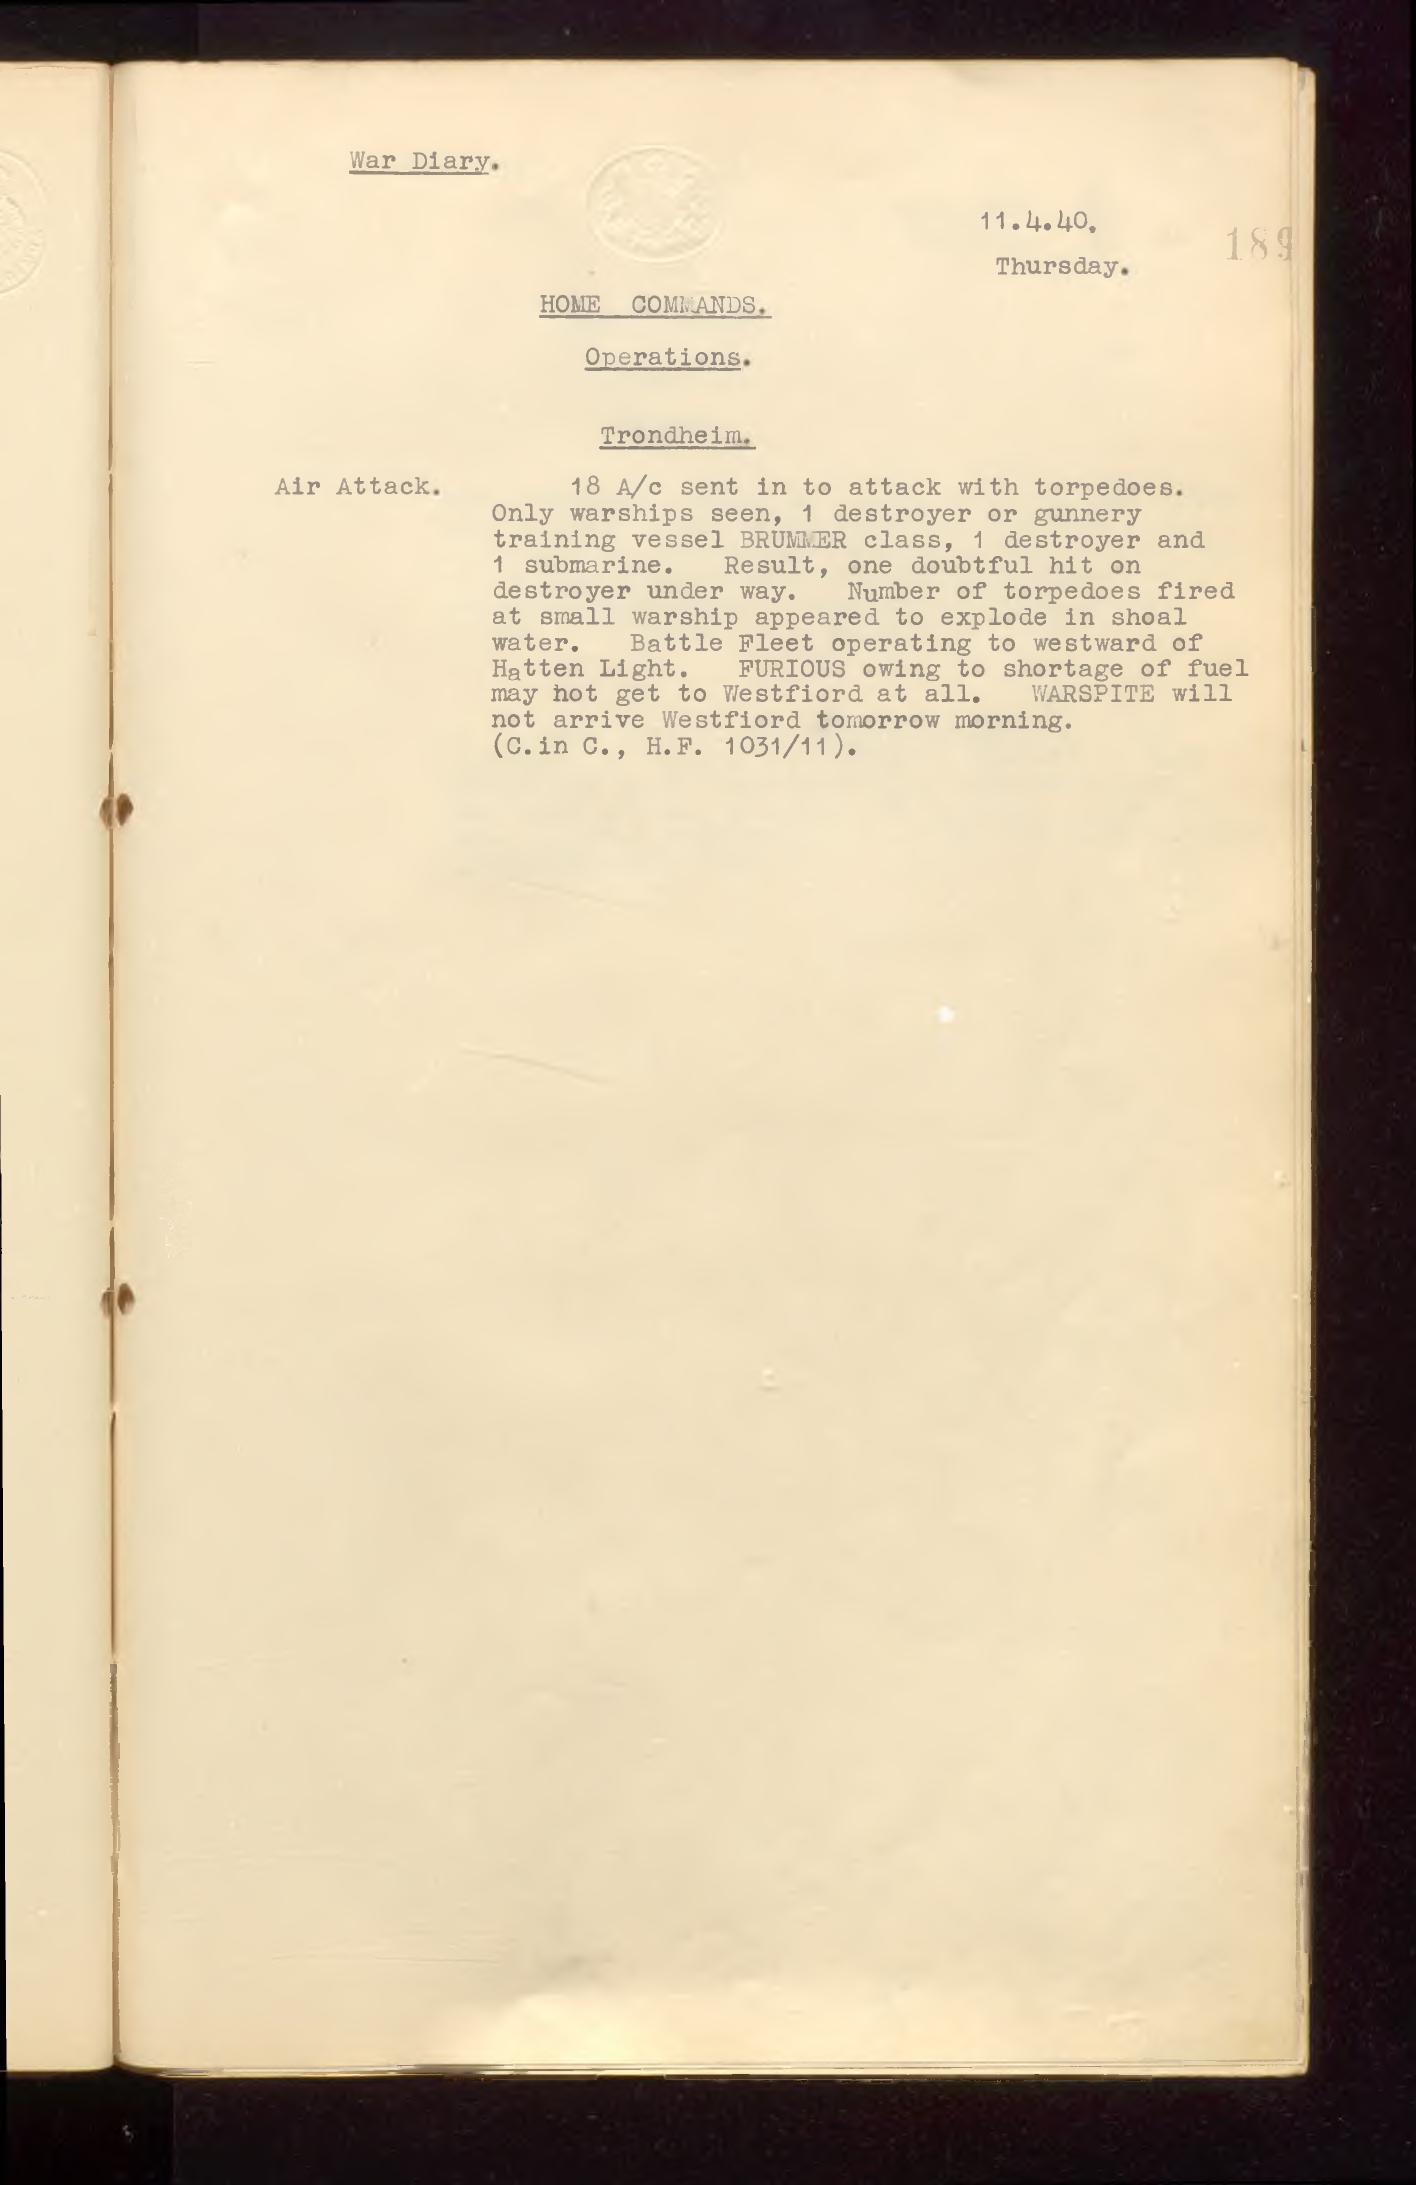 War Diary.
11.4.40.
189
Thursday.
HOME COMMANDS.
Operations.
Trondheim.
Air Attack. 18 A/c sent in to attack with torpedoes.
Only warships seen, 1 destroyer or gunnery
training vessel BRUMMER class, 1 destroyer and
1 submarine. Result, one doubtful hit on
destroyer under way. Number of torpedoes fired
at small warship appeared to explode in shoal
water. Battle Fleet operating to westward of
Hatten Light. FURIOUS owing to shortage of fuel
may hot get to Westfiord at all. WARSPITE will
not arrive Westfiord tomorrow morning.
(C.in C., H.F. 1031/11).